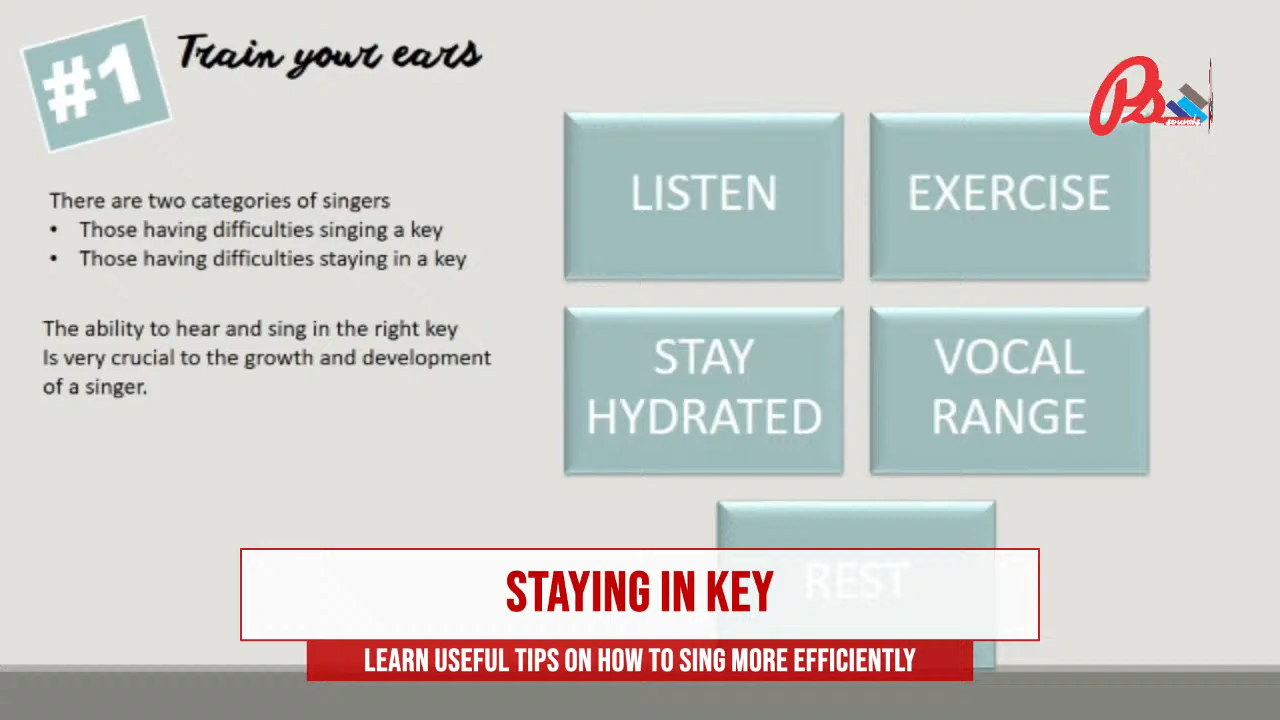 #1
Train your ears
There are two categories of singers
• Those having difficulties singing a key
• Those having difficulties staying in a key
The ability to hear and sing in the right key
Is very crucial to the growth and development
of a singer.
LISTEN
EXERCISE
STAY
HYDRATED
VOCAL
RANGE
REST
Ps
sounds
STAYING IN KEY
LEARN USEFUL TIPS ON HOW TO SING MORE EFFICIENTLY